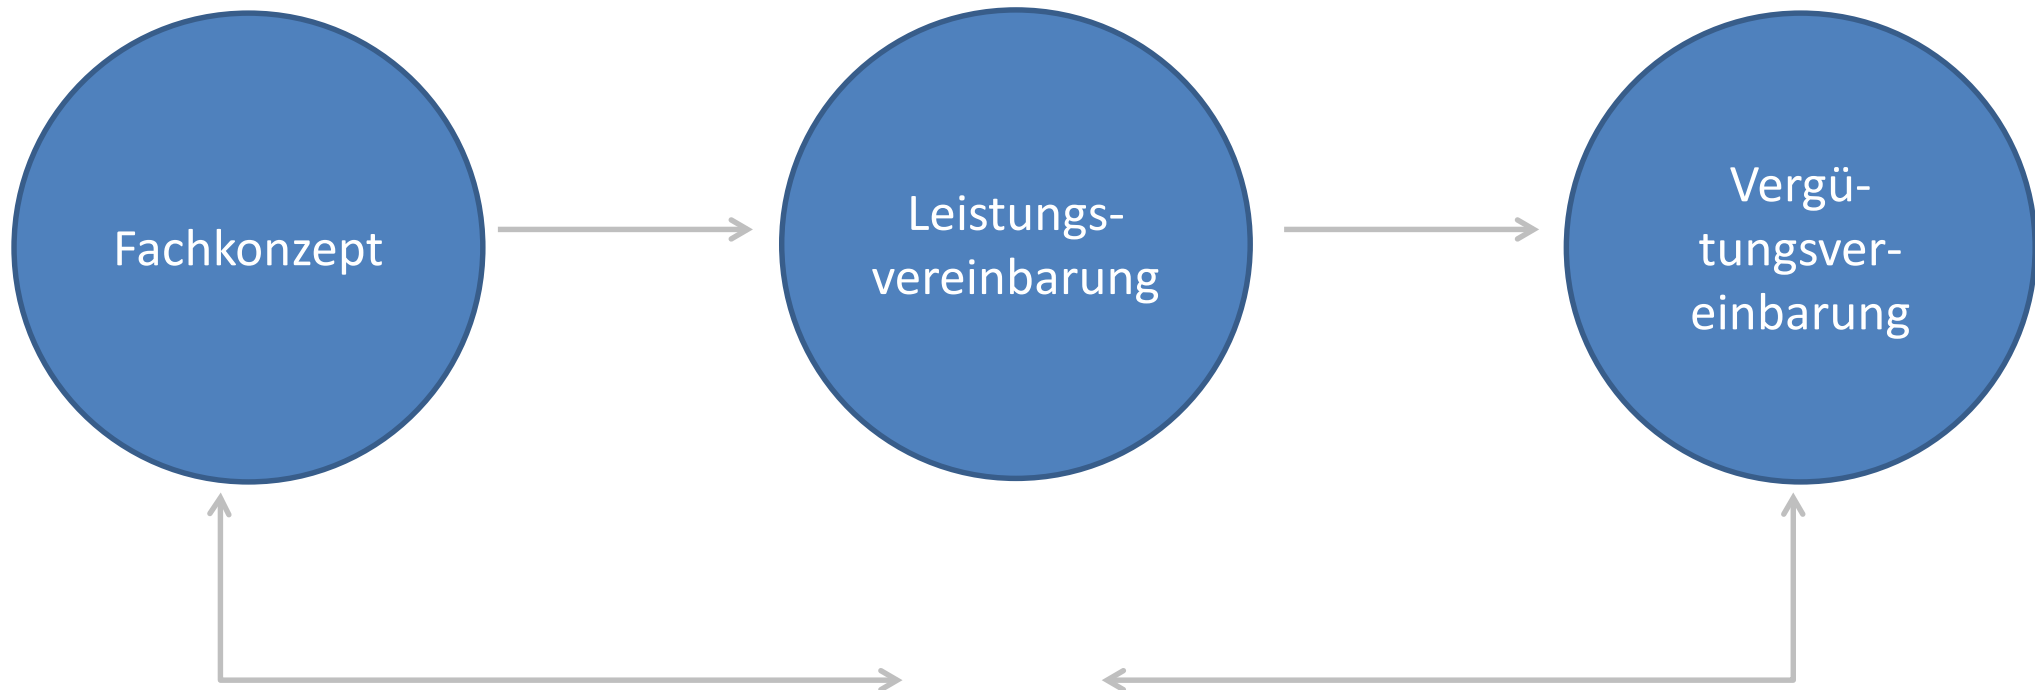 Fachkonzept
Leistungs-
vereinbarung
Vergü-
tungsver-
einbarung